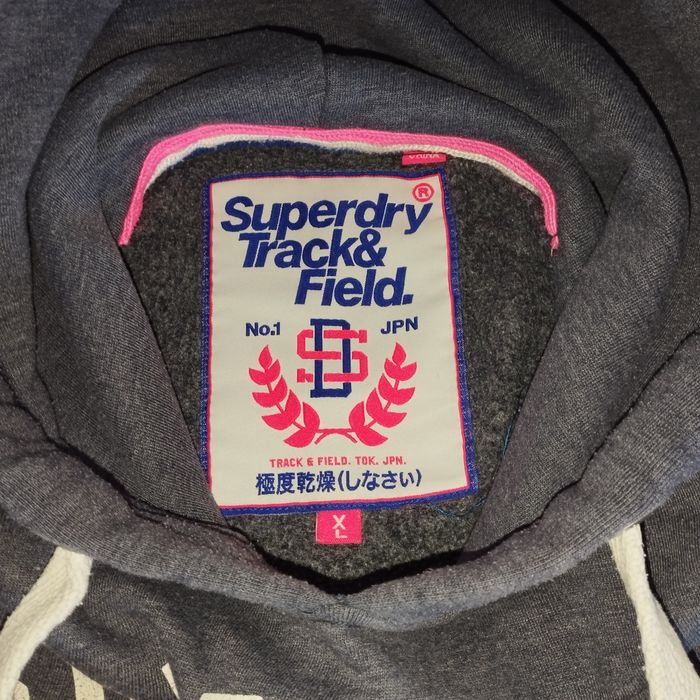 CHINA
®
Superdry
Track&
Field.
No.1 JPN
SD
TRACK & FIELD. TOK. JPN.
極度乾燥(しなさい)
X
L